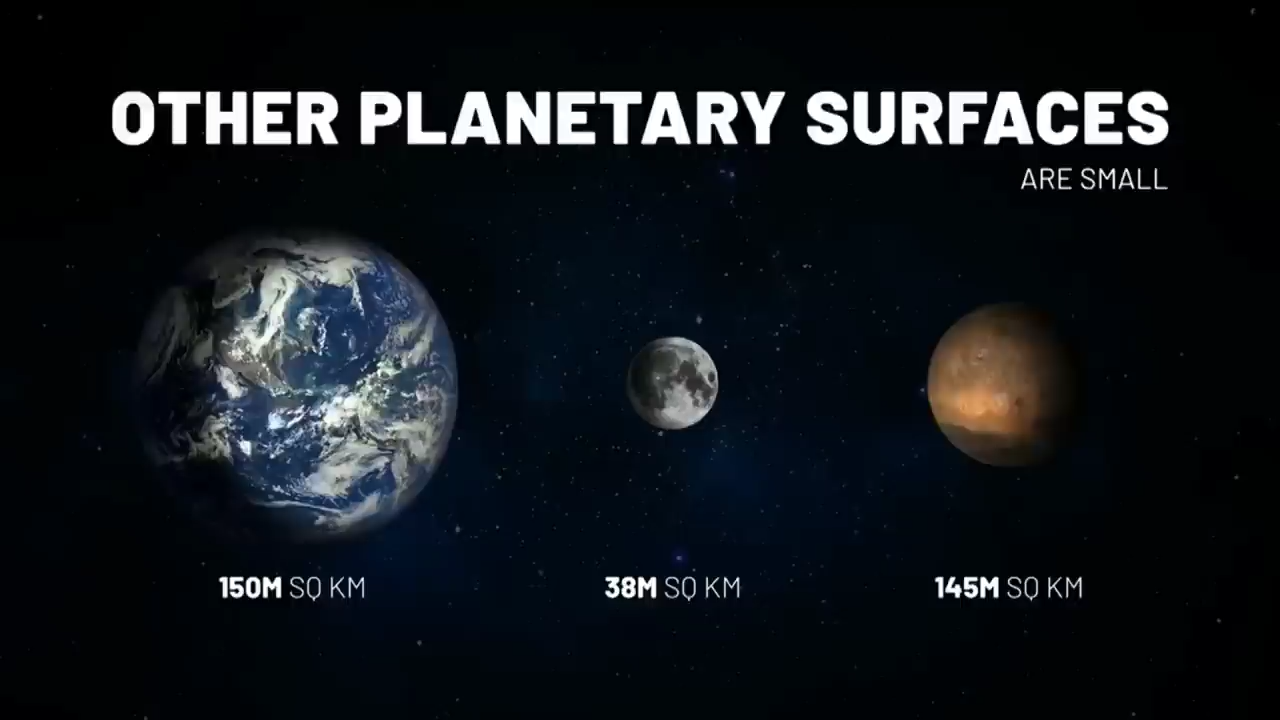 OTHER PLANETARY SURFACES
ARE SMALL
150M SQ KM
38M SQ KM
145M SQ KM